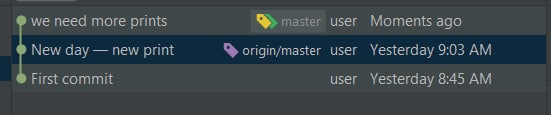 we need more prints master user Moments ago
New day — new print origin/master user Yesterday 9:03 AM
First commit user Yesterday 8:45 AM